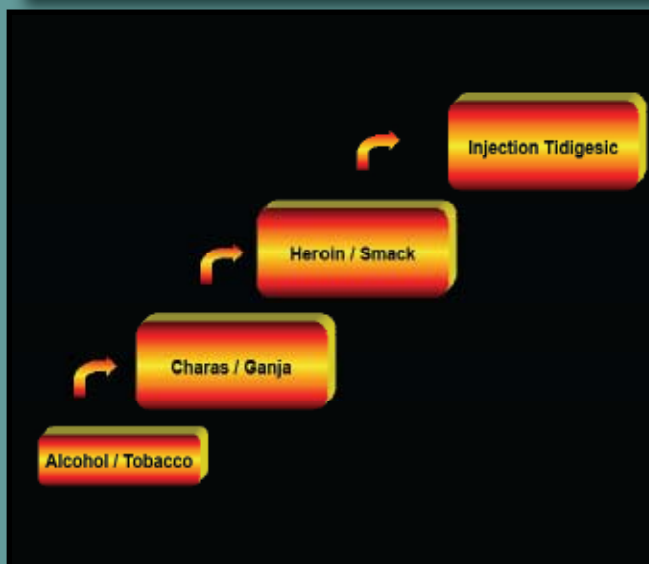 Injection Tidigesic
Heroin / Smack
Charas / Ganja
Alcohol / Tobacco